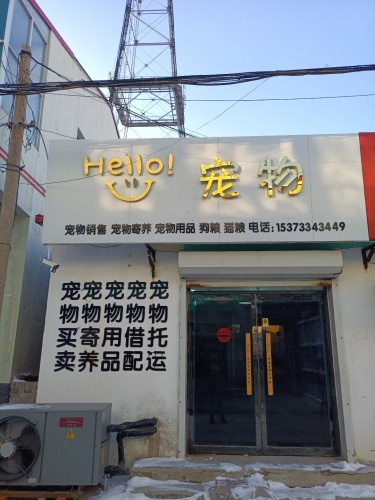 Hello! 宠物
宠物销售 宠物寄养 宠物用品 狗粮 猫粮 电话:15373343449
宠宠宠宠宠
物物物物物
买寄用借托
卖养品配运